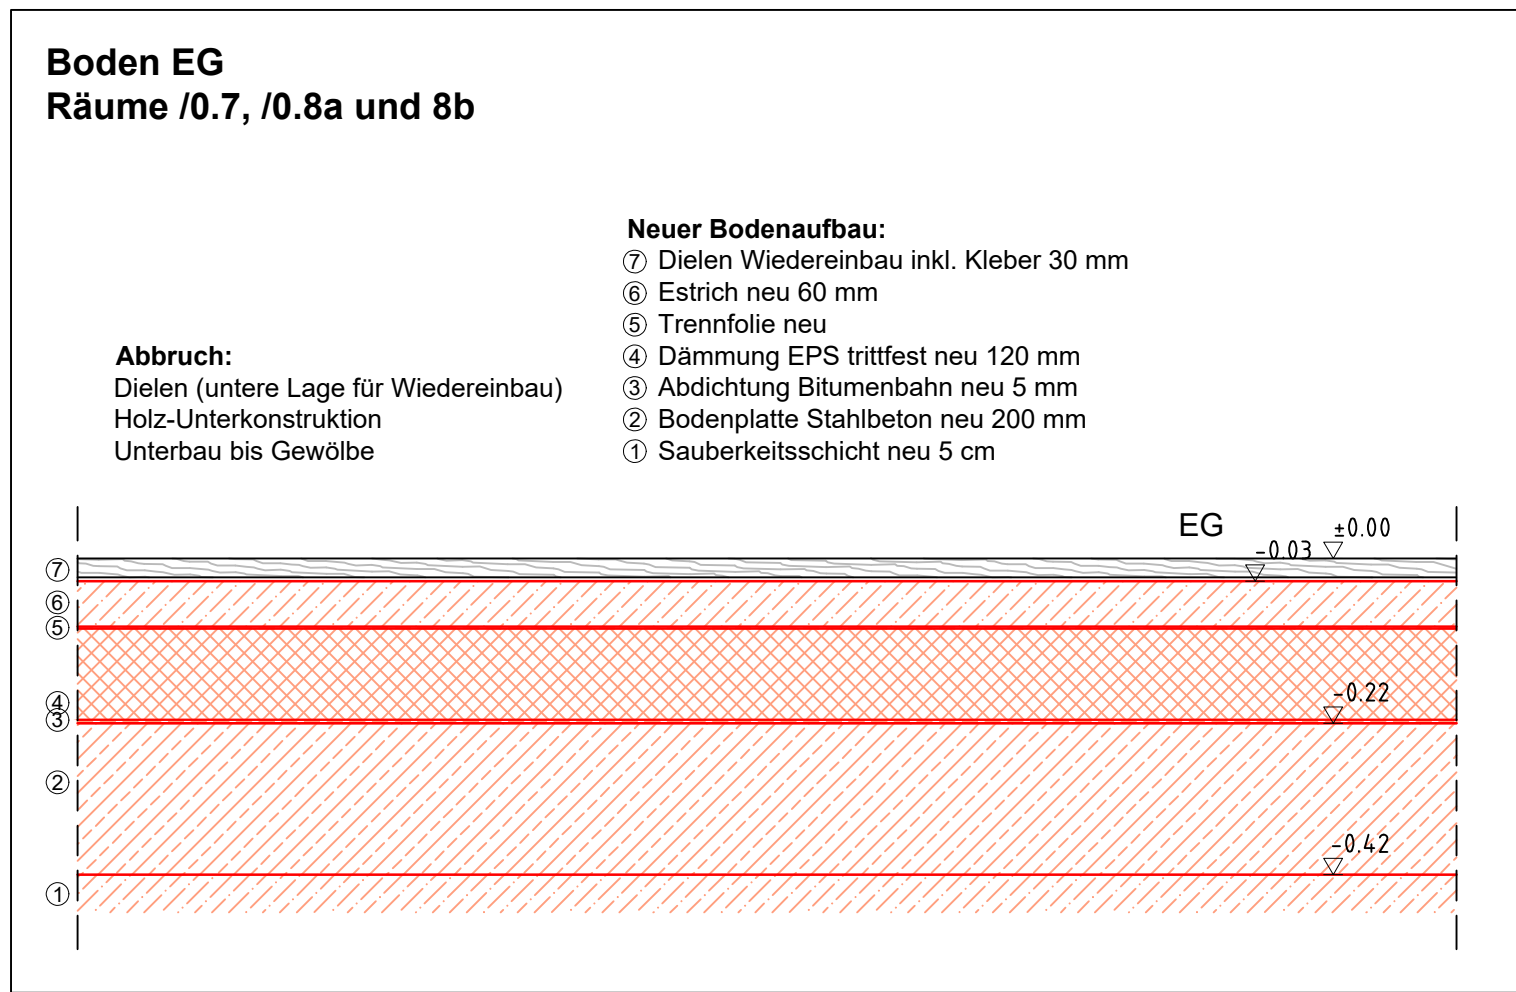 Boden EG
Räume /0.7, /0.8a und 8b
Abbruch:
Dielen (untere Lage für Wiedereinbau)
Holz-Unterkonstruktion
Unterbau bis Gewölbe
Neuer Bodenaufbau:
⑦ Dielen Wiedereinbau inkl. Kleber 30 mm
⑥ Estrich neu 60 mm
⑤ Trennfolie neu
④ Dämmung EPS trittfest neu 120 mm
③ Abdichtung Bitumenbahn neu 5 mm
② Bodenplatte Stahlbeton neu 200 mm
① Sauberkeitsschicht neu 5 cm
EG
±0.00
-0.03
⑦
⑥
⑤
-0.22
④
③
②
-0.42
①